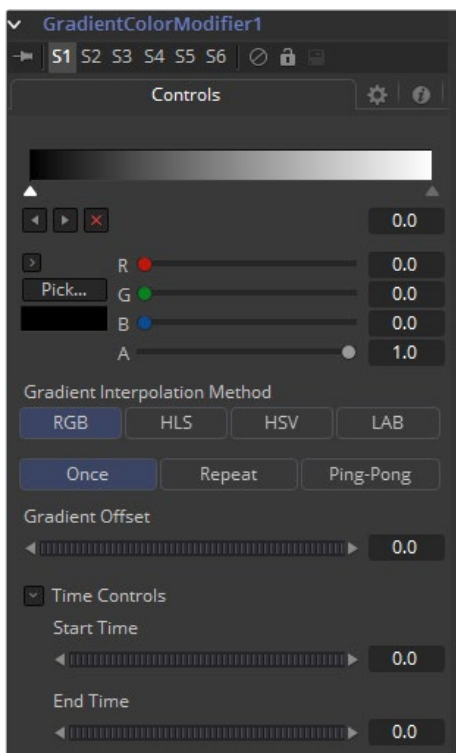 GradientColorModifier1
S1 S2 S3 S4 S5 S6
Controls
0.0
R 0.0
Pick... G 0.0
B 0.0
A 1.0
Gradient Interpolation Method
RGB HLS HSV LAB
Once Repeat Ping-Pong
Gradient Offset
0.0
Time Controls
Start Time
0.0
End Time
0.0